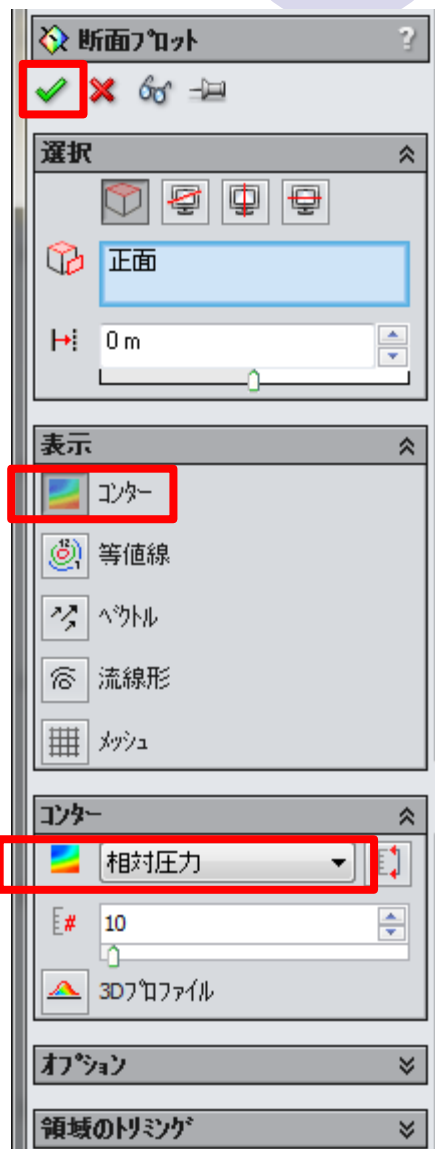 断面ﾌﾟﾛｯﾄ ?
選択
正面
0 m
表示
ｺﾝﾀｰ
等値線
ﾍﾞｸﾄﾙ
流線形
ﾒｯｼｭ
ｺﾝﾀｰ
相対圧力
10
3Dﾌﾟﾛﾌｧｲﾙ
ｵﾌﾟｼｮﾝ
領域のﾄﾘﾐﾝｸﾞ